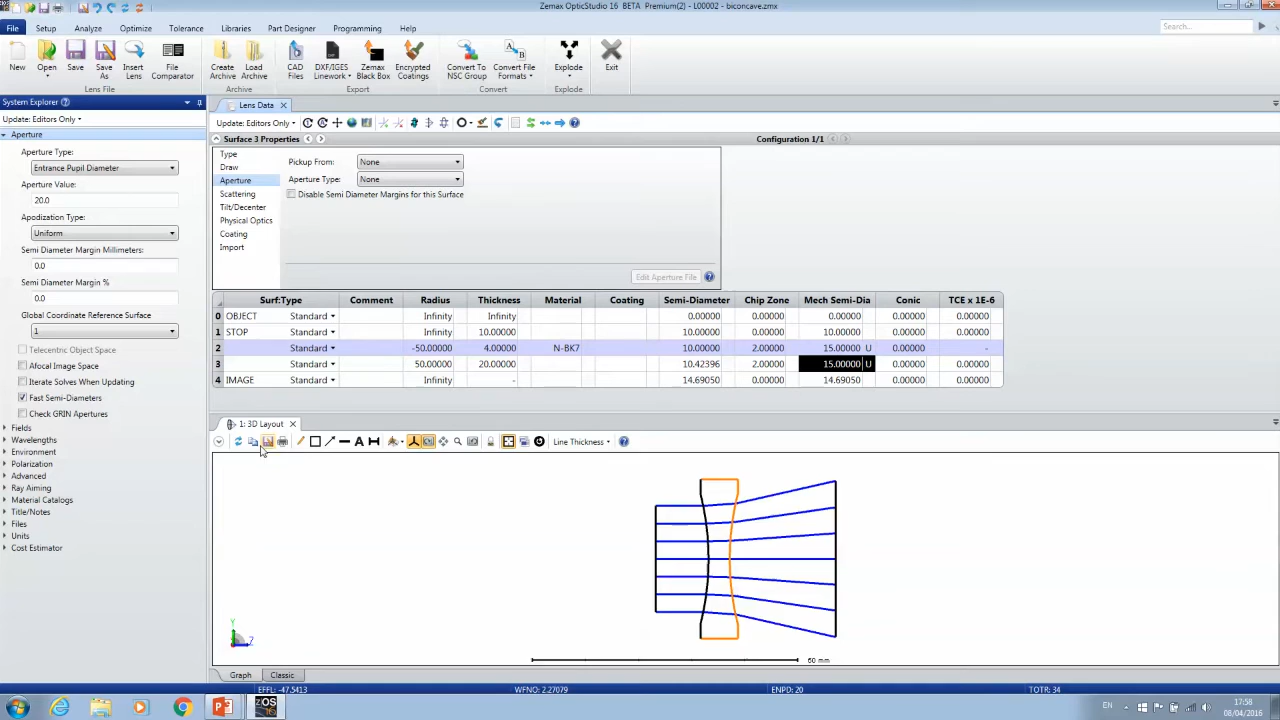 Zemax OpticStudio 16 BETA Premium(2) - L00002 - biconcave.zmx
File Setup Analyze Optimize Tolerance Libraries Part Designer Programming Help Search...
New Open Save Save As Insert Lens File Comparator Create Archive Load Archive CAD Files DXF/IGES Linework Zemax Black Box Encrypted Coatings Convert To NSC Group Convert File Formats Explode Exit
Lens File Archive Export Convert Explode
System Explorer
Update: Editors Only
Aperture
Aperture Type:
Entrance Pupil Diameter
Aperture Value:
20.0
Apodization Type:
Uniform
Semi Diameter Margin Millimeters:
0.0
Semi Diameter Margin %
0.0
Global Coordinate Reference Surface
1
Telecentric Object Space
Afocal Image Space
Iterate Solves When Updating
Fast Semi-Diameters
Check GRIN Apertures
Fields
Wavelengths
Environment
Polarization
Advanced
Ray Aiming
Material Catalogs
Title/Notes
Files
Units
Cost Estimator
Lens Data
Update: Editors Only
Surface 3 Properties Configuration 1/1
Type
Draw
Aperture
Scattering
Tilt/Decenter
Physical Optics
Coating
Import
Pickup From: None
Aperture Type: None
Disable Semi Diameter Margins for this Surface
Edit Aperture File
Surf:Type Comment Radius Thickness Material Coating Semi-Diameter Chip Zone Mech Semi-Dia Conic TCE x 1E-6
0 OBJECT Standard Infinity Infinity 0.00000 0.00000 0.00000 0.00000 0.00000
1 STOP Standard Infinity 10.00000 10.00000 0.00000 10.00000 0.00000 0.00000
2 Standard -50.00000 4.00000 N-BK7 10.00000 2.00000 15.00000 U 0.00000 -
3 Standard 50.00000 20.00000 10.42396 2.00000 15.00000 U 0.00000 0.00000
4 IMAGE Standard Infinity - 14.69050 0.00000 14.69050 0.00000 0.00000
1: 3D Layout
Line Thickness
Y
Z
60 mm
Graph Classic
EFFL: -47.5413 WFNO: 2.27079 ENPD: 20 TOTR: 34
EN 17:58
08/04/2016